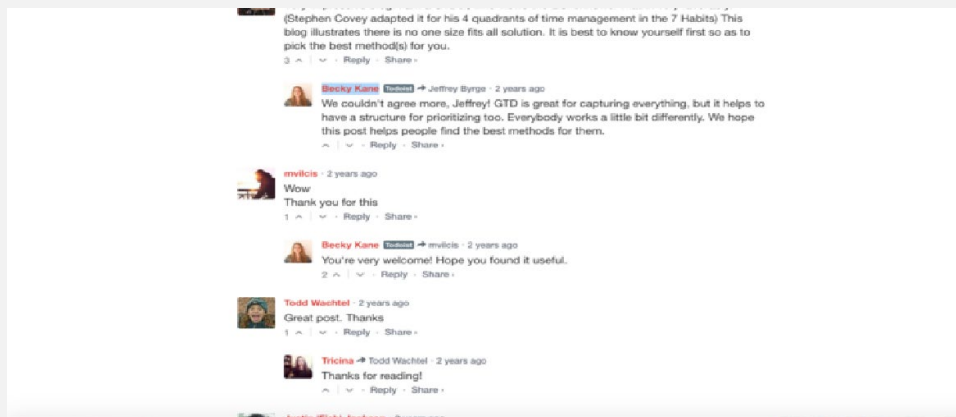 (Stephen Covey adapted it for his 4 quadrants of time management in the 7 Habits) This
blog illustrates there is no one size fits all solution. It is best to know yourself first so as to
pick the best method(s) for you.
3 Reply · Share ›
Becky Kane Todoist → Jeffrey Byrge · 2 years ago
We couldn't agree more, Jeffrey! GTD is great for capturing everything, but it helps to
have a structure for prioritizing too. Everybody works a little bit differently. We hope
this post helps people find the best methods for them.
Reply · Share ›
mvilcis · 2 years ago
Wow
Thank you for this
1 Reply · Share ›
Becky Kane Todoist → mvilcis · 2 years ago
You're very welcome! Hope you found it useful.
2 Reply · Share ›
Todd Wachtel · 2 years ago
Great post. Thanks
1 Reply · Share ›
Tricina → Todd Wachtel · 2 years ago
Thanks for reading!
Reply · Share ›